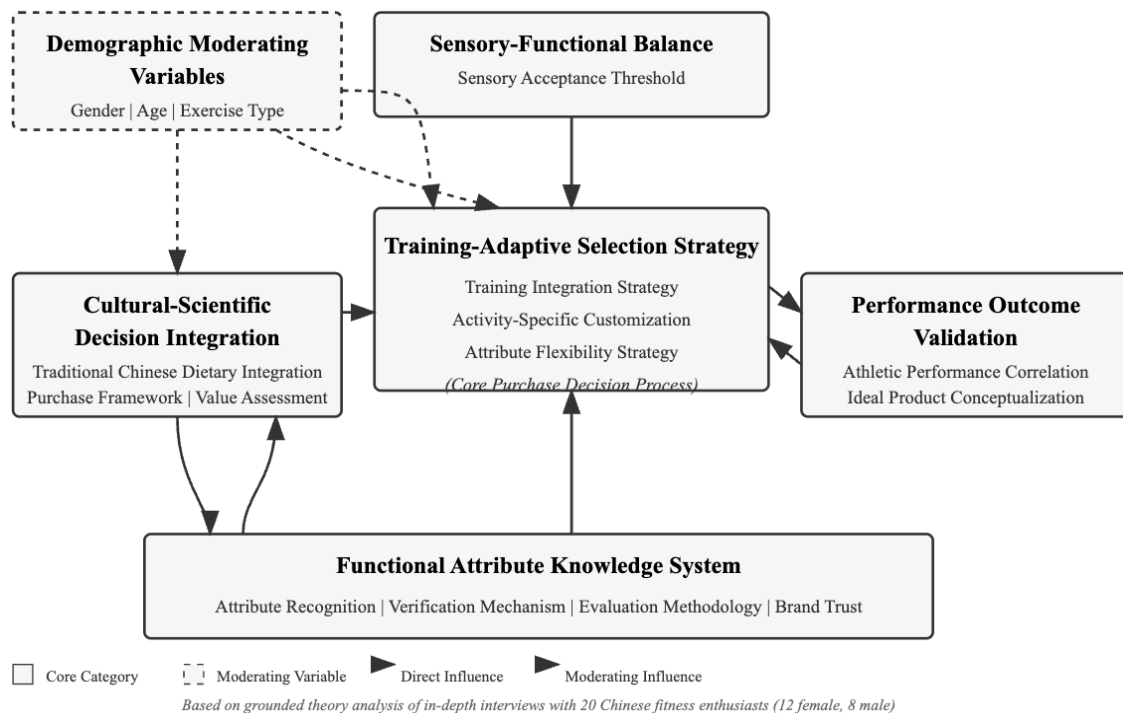 Demographic Moderating
Variables
Gender | Age | Exercise Type
Sensory-Functional Balance
Sensory Acceptance Threshold
Training-Adaptive Selection Strategy
Training Integration Strategy
Activity-Specific Customization
Attribute Flexibility Strategy
(Core Purchase Decision Process)
Cultural-Scientific
Decision Integration
Traditional Chinese Dietary Integration
Purchase Framework | Value Assessment
Performance Outcome
Validation
Athletic Performance Correlation
Ideal Product Conceptualization
Functional Attribute Knowledge System
Attribute Recognition | Verification Mechanism | Evaluation Methodology | Brand Trust
Core Category
Moderating Variable
Direct Influence
Moderating Influence
Based on grounded theory analysis of in-depth interviews with 20 Chinese fitness enthusiasts (12 female, 8 male)